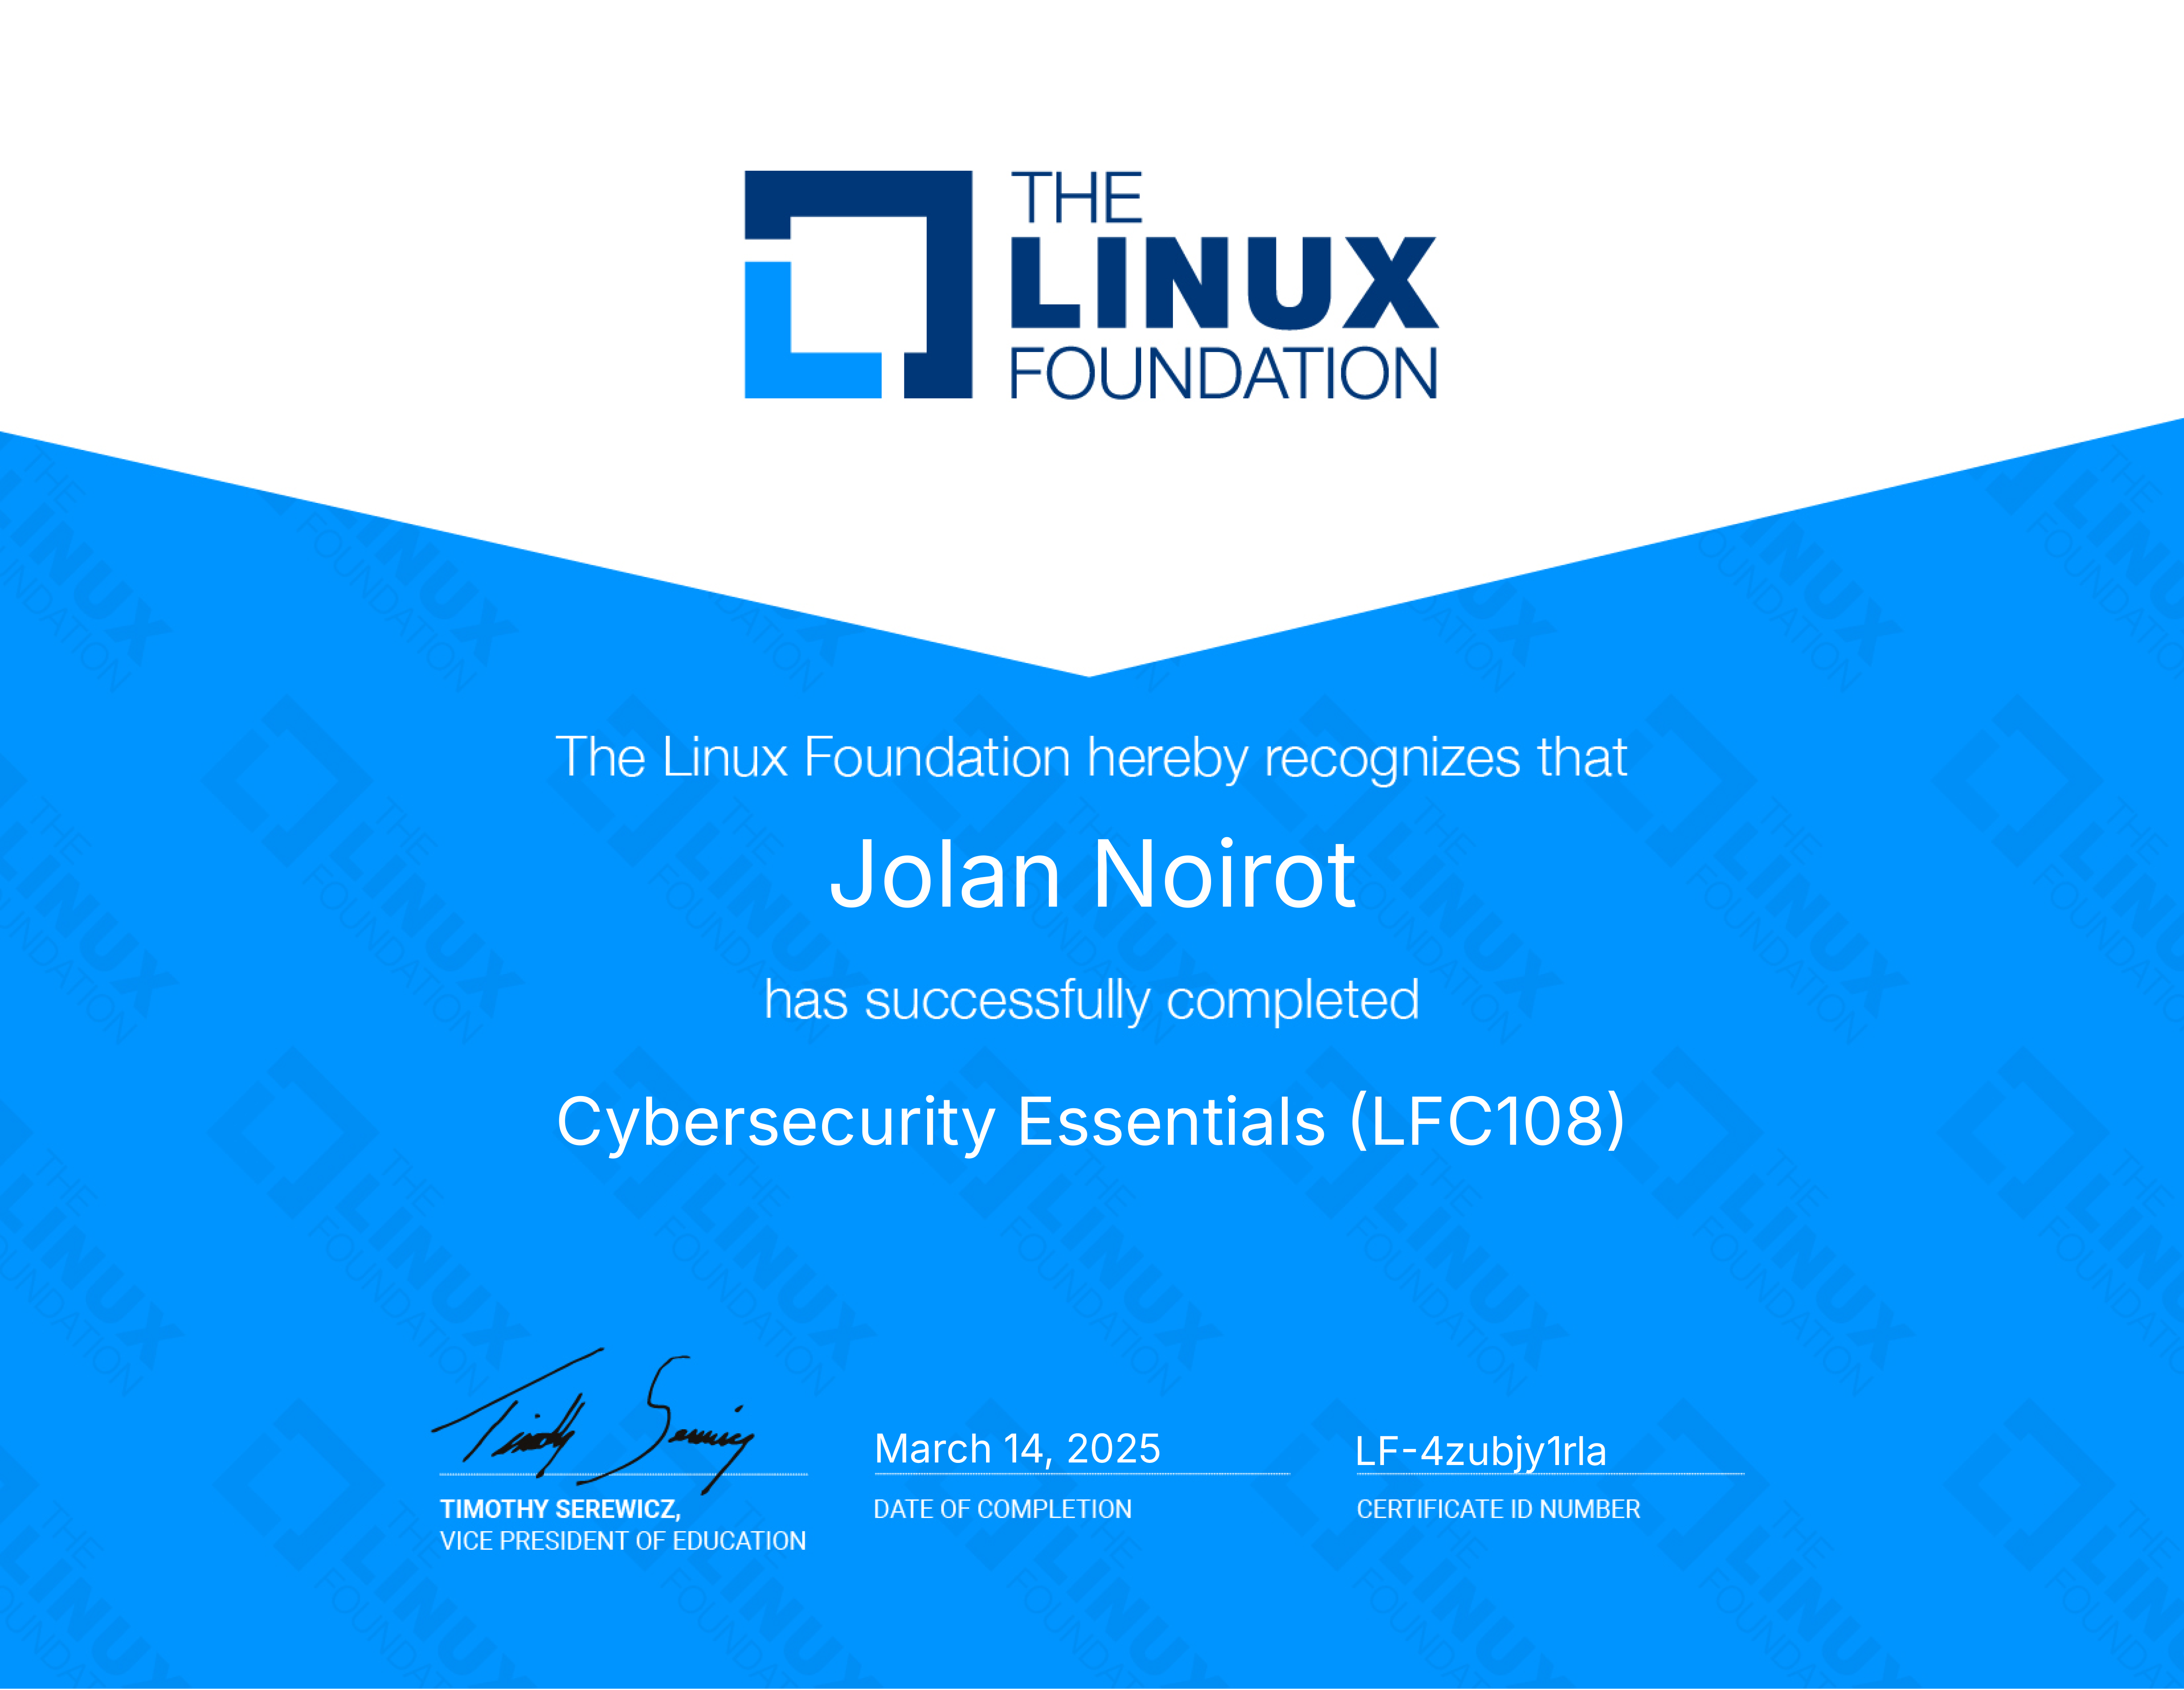 THE
LINUX
FOUNDATION
The Linux Foundation hereby recognizes that
Jolan Noirot
has successfully completed
Cybersecurity Essentials (LFC108)
Timothy Serewicz
March 14, 2025
LF-4zubjy1rla
TIMOTHY SEREWICZ,
VICE PRESIDENT OF EDUCATION
DATE OF COMPLETION
CERTIFICATE ID NUMBER